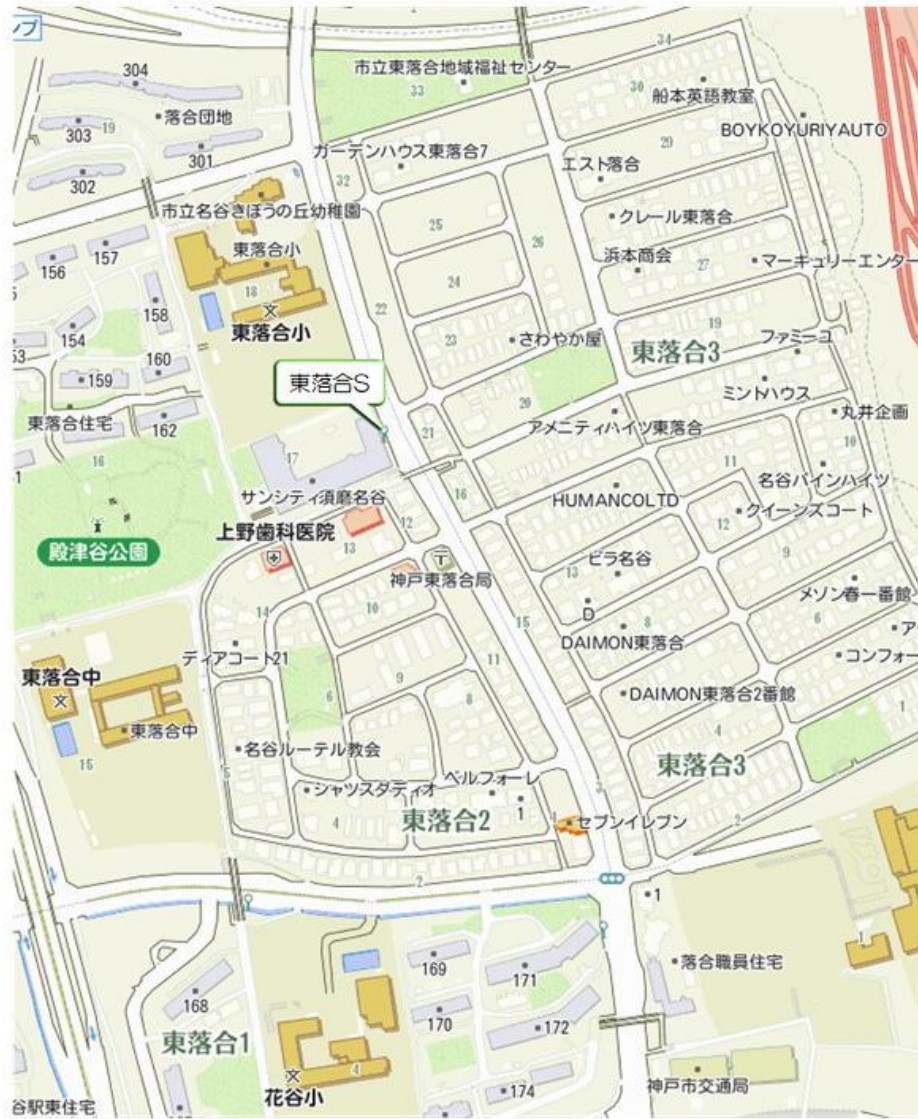 ップ
304
市立東落合地域福祉センター
33
34
30
船本英語教室
落合団地
303
19
301
302
BOYKOYURIYAUTO
ガーデンハウス東落合7
29
エスト落合
32
市立名谷きぼうの丘幼稚園
25
クレール東落合
26
156
157
東落合小
浜本商会
27
マーキュリーエンター
24
18
158
22
東落合小
154
23
さわやか屋
19
ファミーユ
東落合3
53
160
159
東落合S
20
ミントハウス
東落合住宅
162
21
アメニティハイツ東落合
丸井企画
10
16
17
11
名谷パインハイツ
サンシティ須磨名谷
16
HUMANCOLTD
クイーンズコート
上野歯科医院
12
12
殿津谷公園
13
神戸東落合局
13
ビラ名谷
9
メゾン春一番館
14
10
15
D
8
6
DAIMON東落合
ディアコート21
11
コンフォー
東落合中
9
6
8
DAIMON東落合2番館
1
東落合中
名谷ルーテル教会
4
15
5
東落合3
シャツスタディオ
ベルフォーレ
1
3
4
東落合2
1
セブンイレブン
2
2
1
1
169
171
落合職員住宅
168
170
172
東落合1
花谷小
4
174
神戸市交通局
谷駅東住宅